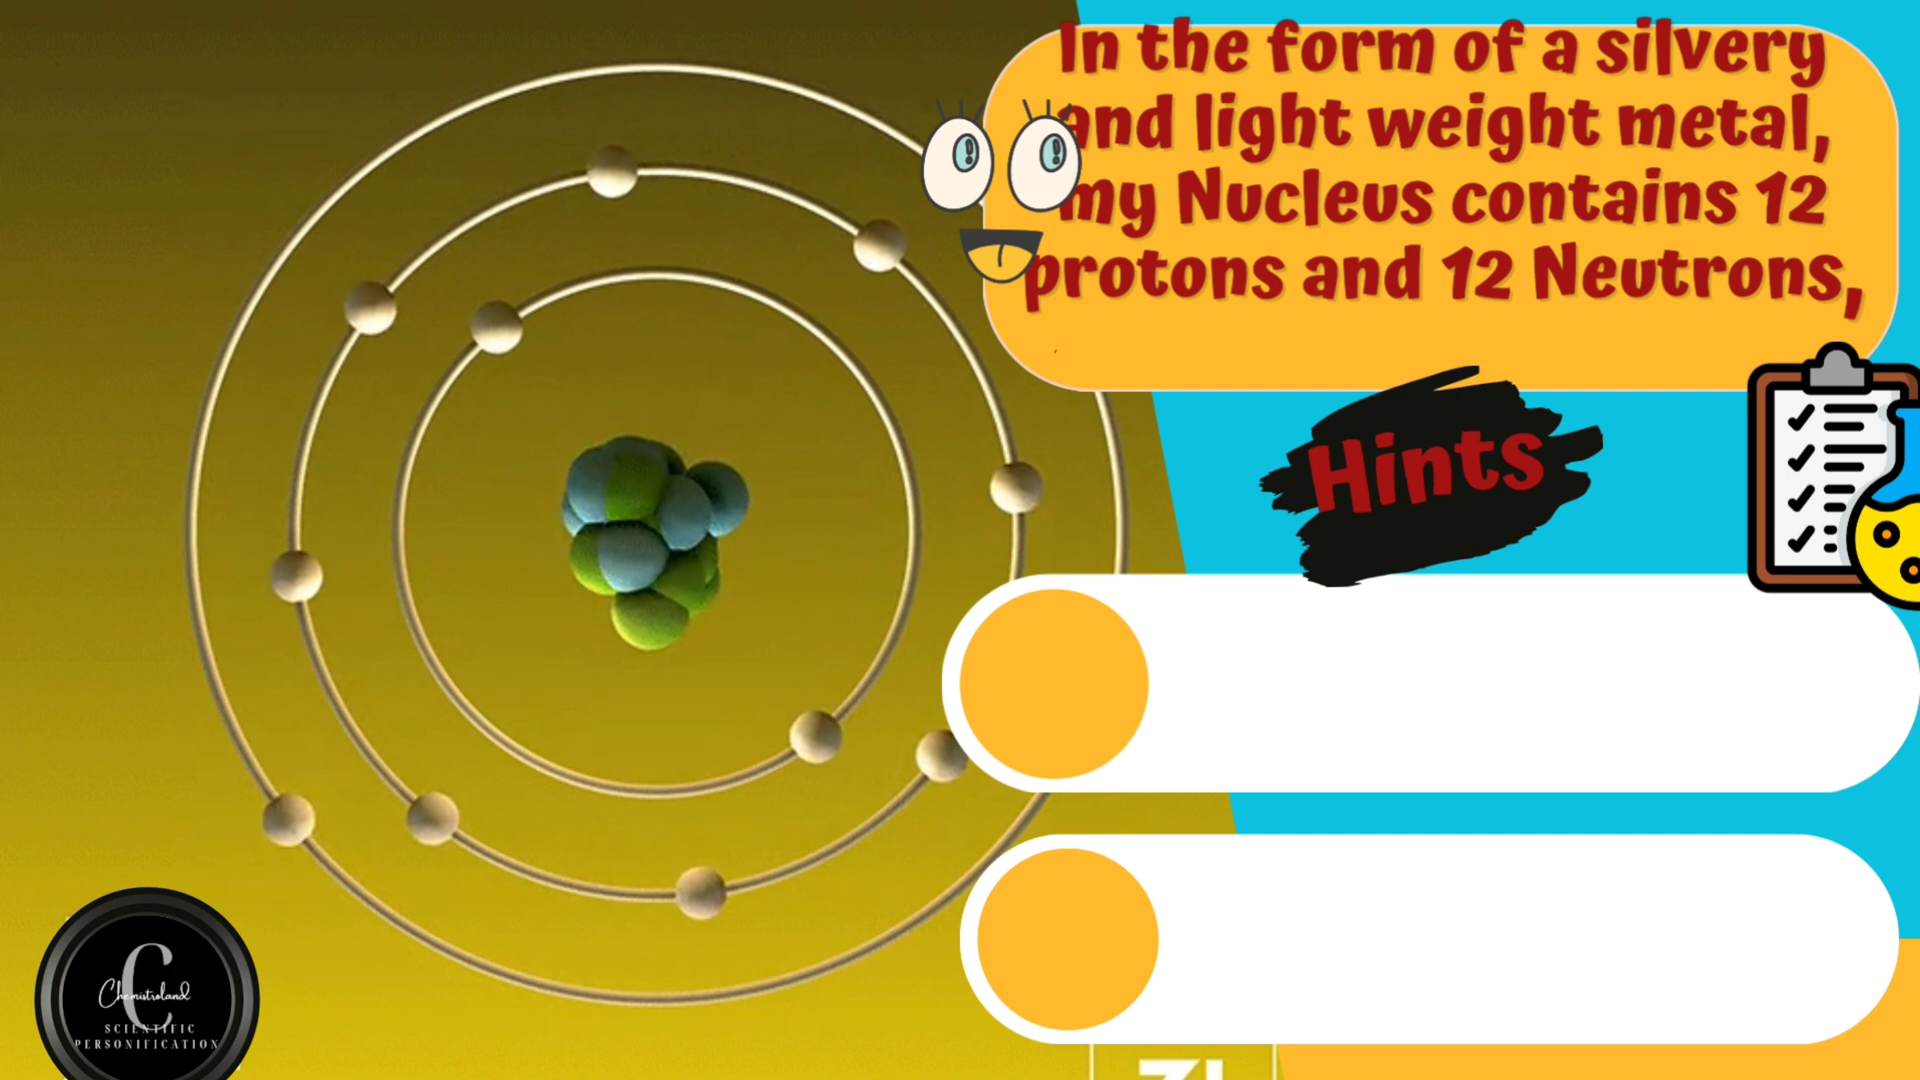 In the form of a silvery
and light weight metal,
my Nucleus contains 12
protons and 12 Neutrons,
Hints
C
Chemistroland
SCIENTIFIC
PERSONIFICATION